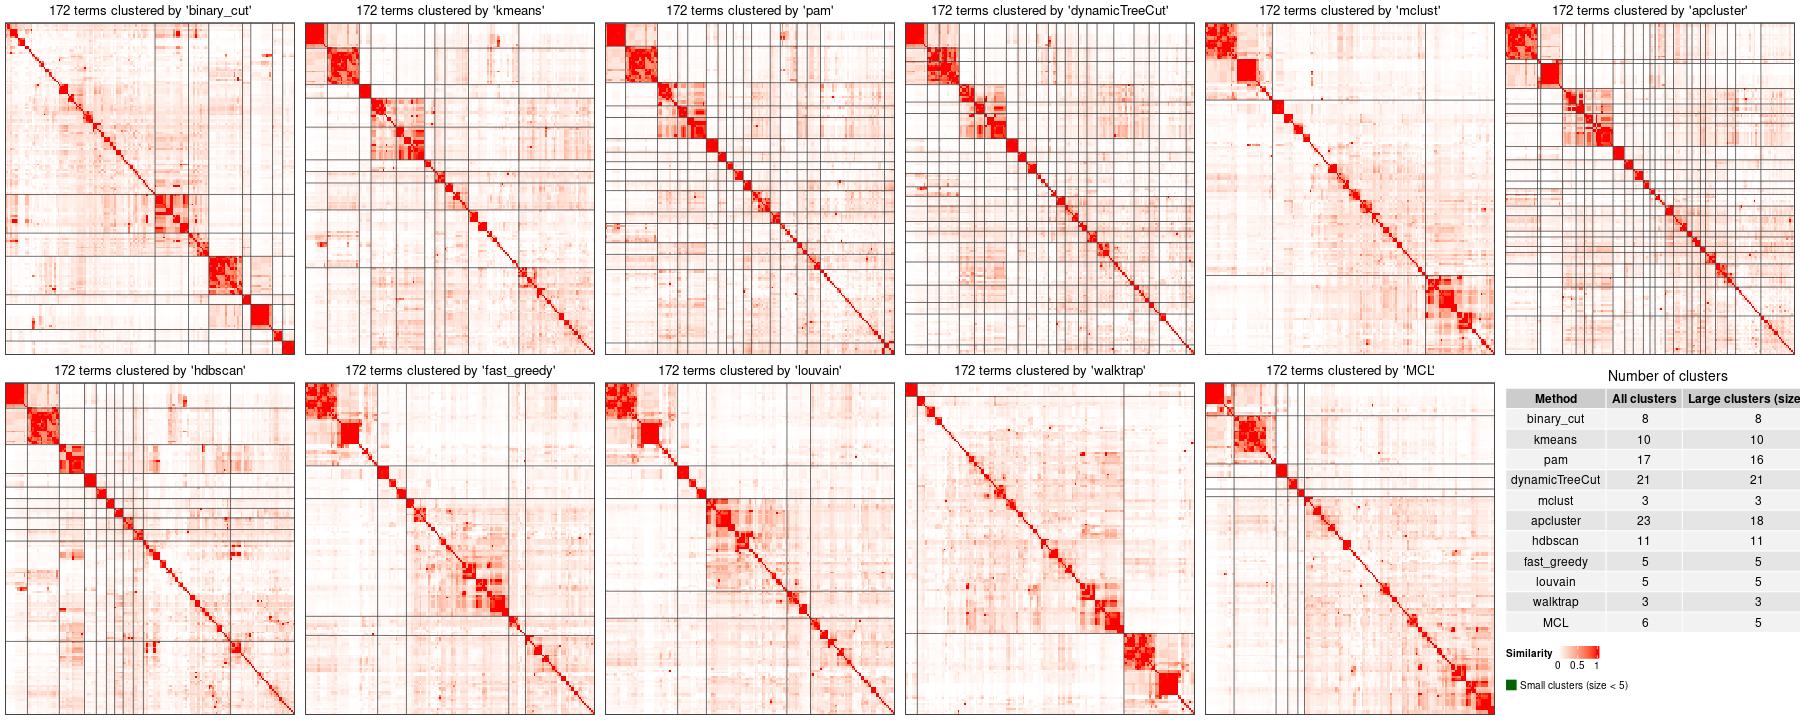 172 terms clustered by 'binary_cut'
172 terms clustered by 'kmeans'
172 terms clustered by 'pam'
172 terms clustered by 'dynamicTreeCut'
172 terms clustered by 'mclust'
172 terms clustered by 'apcluster'
172 terms clustered by 'hdbscan'
172 terms clustered by 'fast_greedy'
172 terms clustered by 'louvain'
172 terms clustered by 'walktrap'
172 terms clustered by 'MCL'
Number of clusters
Method All clusters Large clusters (size
binary_cut 8 8
kmeans 10 10
pam 17 16
dynamicTreeCut 21 21
mclust 3 3
apcluster 23 18
hdbscan 11 11
fast_greedy 5 5
louvain 5 5
walktrap 3 3
MCL 6 5
Similarity
0 0.5 1
Small clusters (size < 5)